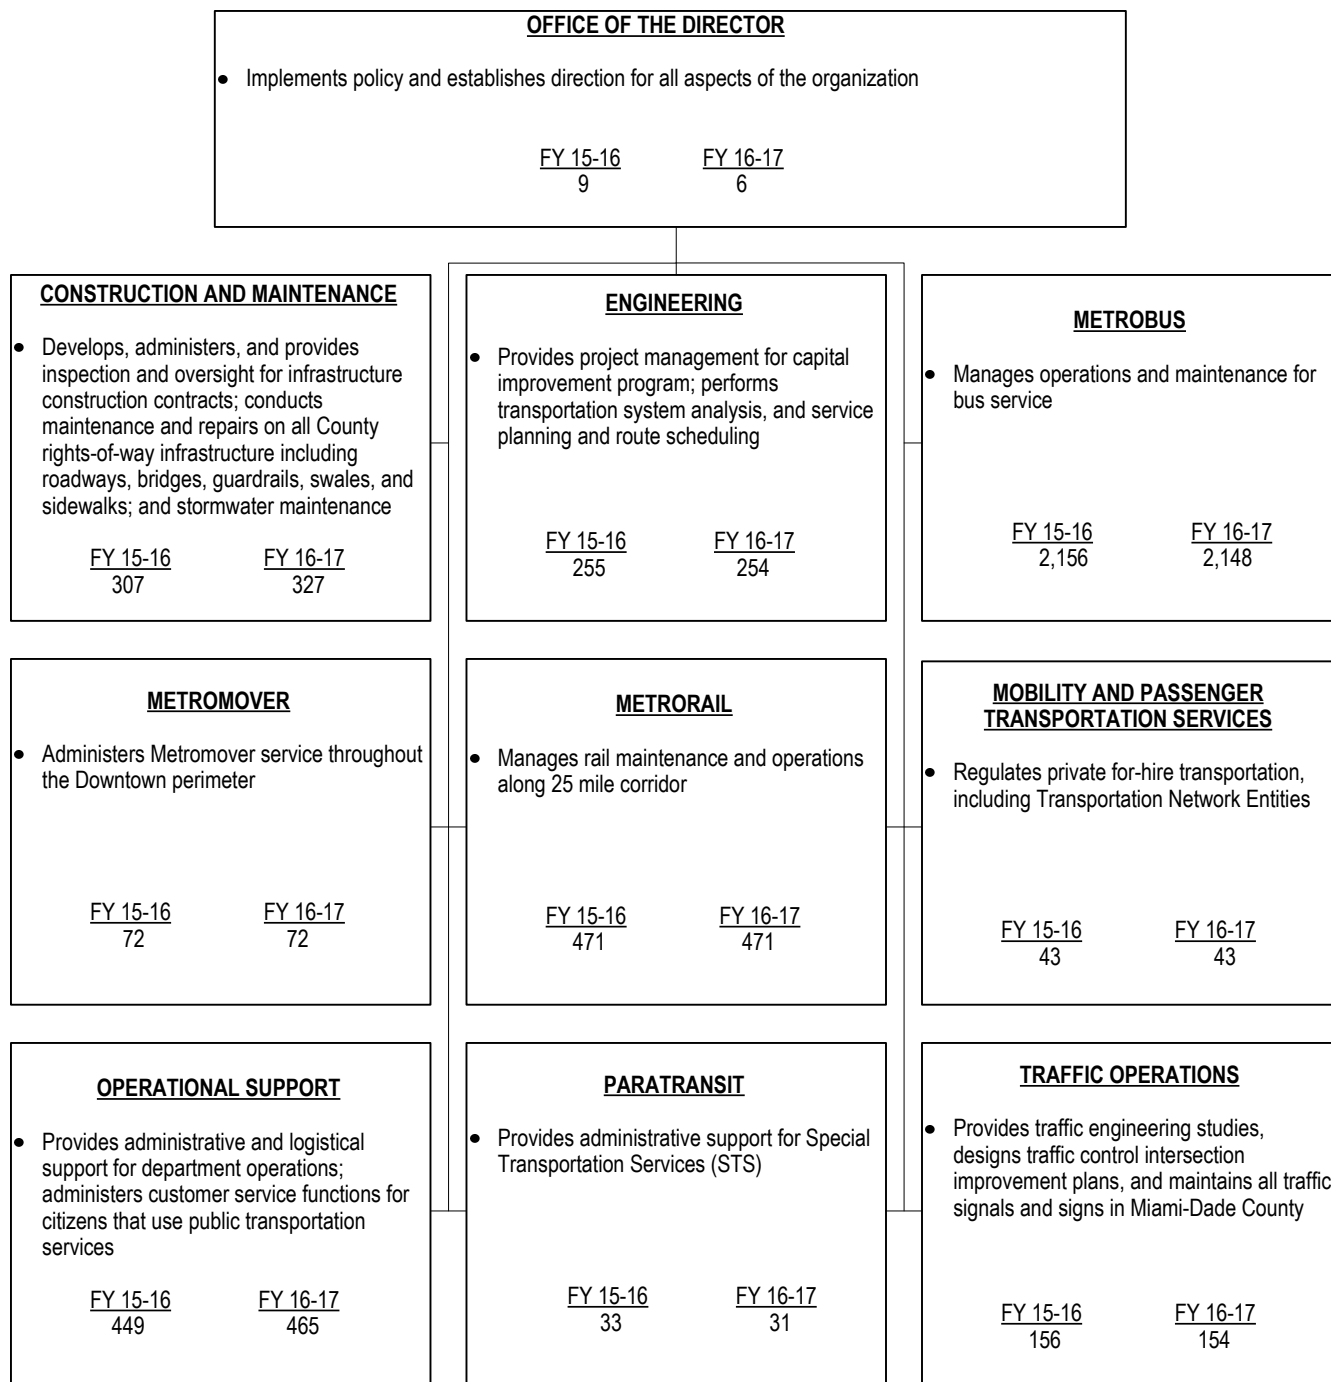 OFFICE OF THE DIRECTOR
• Implements policy and establishes direction for all aspects of the organization
FY 15-16 FY 16-17
9 6
CONSTRUCTION AND MAINTENANCE
• Develops, administers, and provides
inspection and oversight for infrastructure
construction contracts; conducts
maintenance and repairs on all County
rights-of-way infrastructure including
roadways, bridges, guardrails, swales, and
sidewalks; and stormwater maintenance
FY 15-16 FY 16-17
307 327
ENGINEERING
• Provides project management for capital
improvement program; performs
transportation system analysis, and service
planning and route scheduling
FY 15-16 FY 16-17
255 254
METROBUS
• Manages operations and maintenance for
bus service
FY 15-16 FY 16-17
2,156 2,148
METROMOVER
• Administers Metromover service throughout
the Downtown perimeter
FY 15-16 FY 16-17
72 72
METRORAIL
• Manages rail maintenance and operations
along 25 mile corridor
FY 15-16 FY 16-17
471 471
MOBILITY AND PASSENGER
TRANSPORTATION SERVICES
• Regulates private for-hire transportation,
including Transportation Network Entities
FY 15-16 FY 16-17
43 43
OPERATIONAL SUPPORT
• Provides administrative and logistical
support for department operations;
administers customer service functions for
citizens that use public transportation
services
FY 15-16 FY 16-17
449 465
PARATRANSIT
• Provides administrative support for Special
Transportation Services (STS)
FY 15-16 FY 16-17
33 31
TRAFFIC OPERATIONS
• Provides traffic engineering studies,
designs traffic control intersection
improvement plans, and maintains all traffic
signals and signs in Miami-Dade County
FY 15-16 FY 16-17
156 154